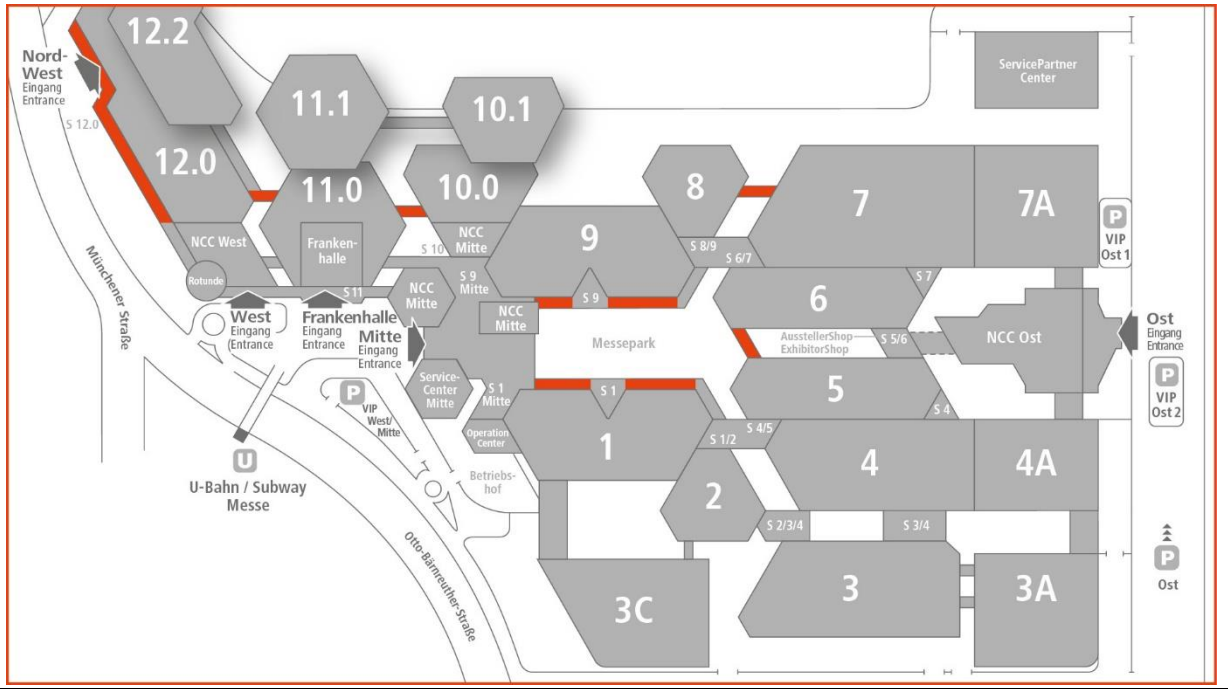 12.2
Nord-
West
Eingang
Entrance
S 12.0
12.0
11.1
10.1
11.0
10.0
ServicePartner
Center
8
7
7A
P
VIP
Ost 1
NCC West
Franken-
halle
S 10
NCC
Mitte
9
S 8/9
S 6/7
S 7
Rotunde
S 11
NCC
Mitte
S 9
Mitte
S 9
NCC
Mitte
6
Münchener Straße
West
Eingang
Entrance
Frankenhalle
Eingang
Entrance
Mitte
Eingang
Entrance
Messepark
AusstellerShop
ExhibitorShop
S 5/6
NCC Ost
Ost
Eingang
Entrance
P
VIP
Ost 2
P
VIP
West/
Mitte
Service-
Center
Mitte
S 1
Mitte
S 1
5
S 4
Operation
Center
1
S 1/2
S 4/5
4
4A
U
U-Bahn / Subway
Messe
Betriebs-
hof
2
S 2/3/4
S 3/4
P
Ost
Otto-Bärnreuther-Straße
3C
3
3A